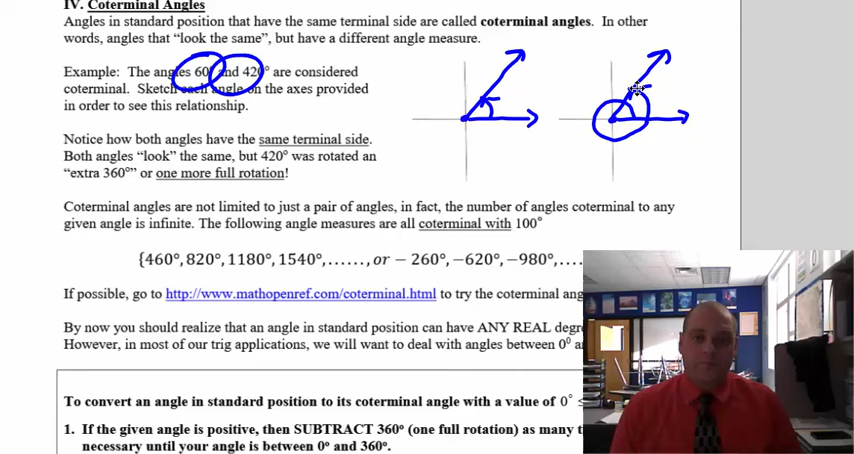 IV. Coterminal Angles
Angles in standard position that have the same terminal side are called coterminal angles. In other
words, angles that “look the same”, but have a different angle measure.
Example: The angles 60° and 420° are considered
coterminal. Sketch each angle on the axes provided
in order to see this relationship.
Notice how both angles have the same terminal side.
Both angles “look” the same, but 420° was rotated an
“extra 360°” or one more full rotation!
Coterminal angles are not limited to just a pair of angles, in fact, the number of angles coterminal to any
given angle is infinite. The following angle measures are all coterminal with 100°
{460°, 820°, 1180°, 1540°, ......, or − 260°, −620°, −980°, ....
If possible, go to http://www.mathopenref.com/coterminal.html to try the coterminal ang
By now you should realize that an angle in standard position can have ANY REAL degr
However, in most of our trig applications, we will want to deal with angles between 0⁰ a
To convert an angle in standard position to its coterminal angle with a value of 0° ≤
1. If the given angle is positive, then SUBTRACT 360° (one full rotation) as many t
necessary until your angle is between 0° and 360°.